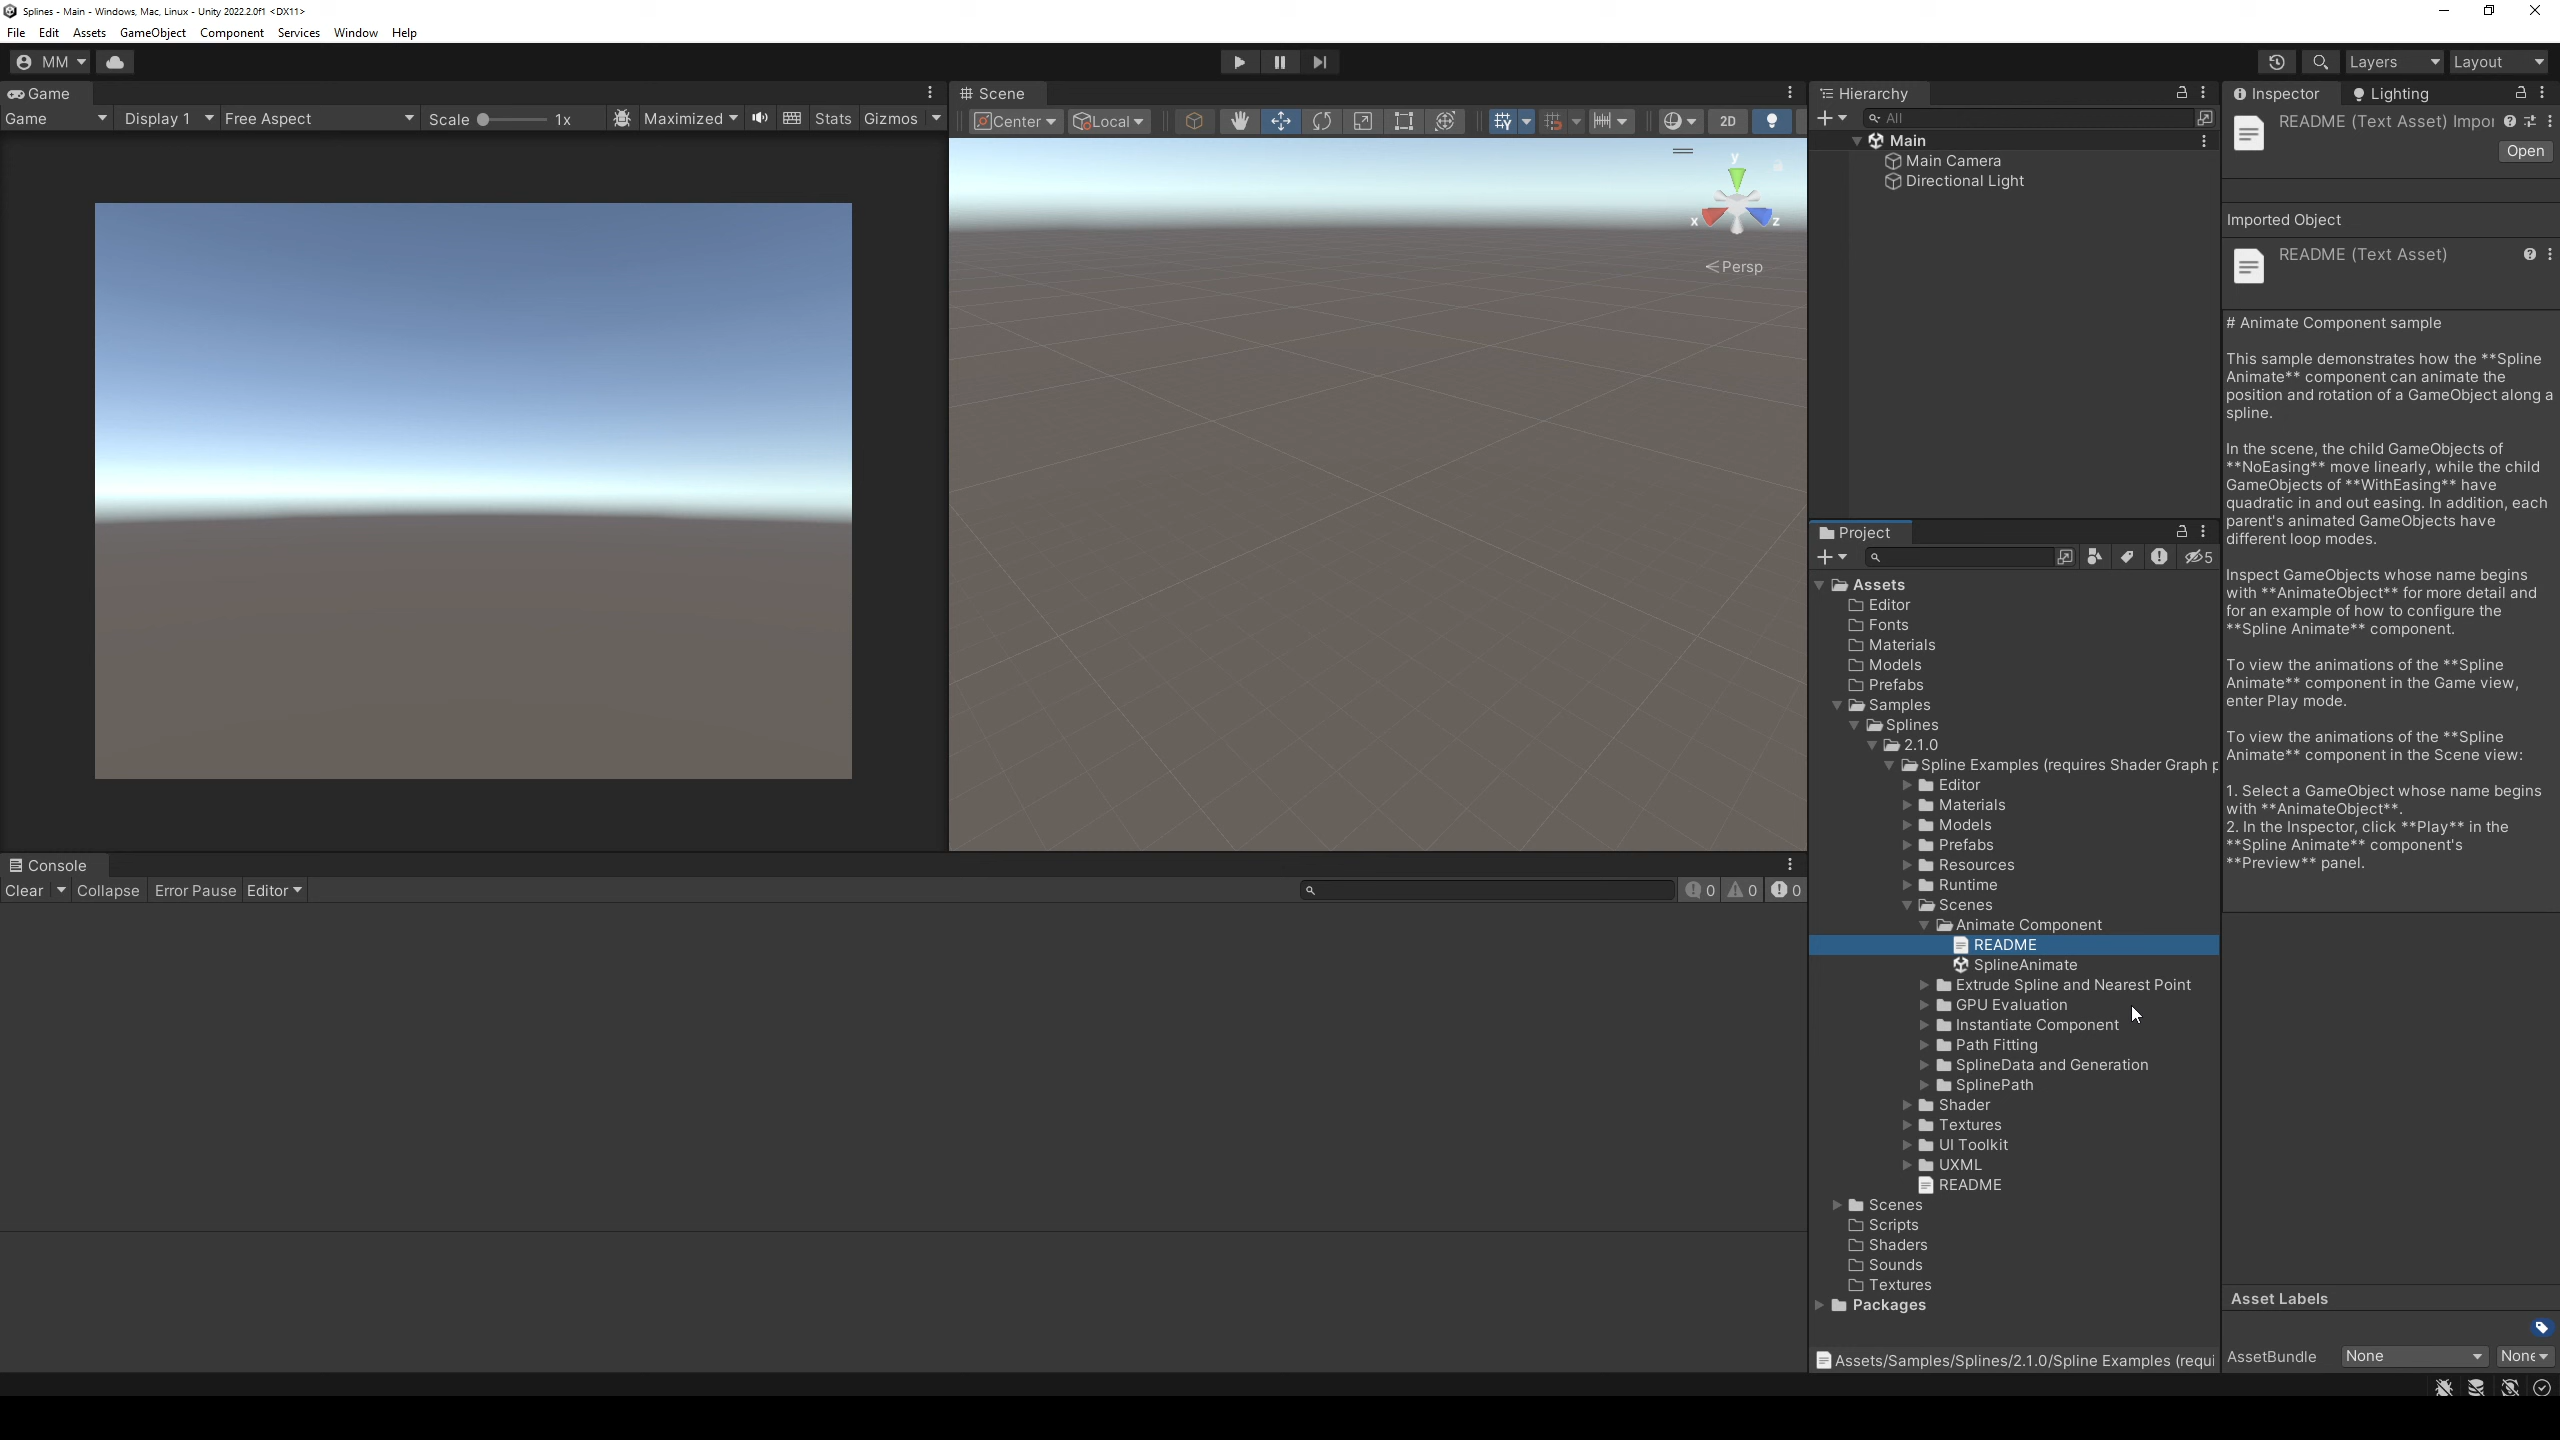 Splines - Main - Windows, Mac, Linux - Unity 2022.2.0f1 <DX11>
File Edit Assets GameObject Component Services Window Help
MM
Layers Layout
Game
Game Display 1 Free Aspect Scale 1x Maximized Stats Gizmos
Scene
Center Local 2D
y
x z
Persp
Console
Clear Collapse Error Pause Editor 0 0 0
Hierarchy
All
Main
Main Camera
Directional Light
Project
5
Assets
Editor
Fonts
Materials
Models
Prefabs
Samples
Splines
2.1.0
Spline Examples (requires Shader Graph p
Editor
Materials
Models
Prefabs
Resources
Runtime
Scenes
Animate Component
README
SplineAnimate
Extrude Spline and Nearest Point
GPU Evaluation
Instantiate Component
Path Fitting
SplineData and Generation
SplinePath
Shader
Textures
UI Toolkit
UXML
README
Scenes
Scripts
Shaders
Sounds
Textures
Packages
Assets/Samples/Splines/2.1.0/Spline Examples (requi
Inspector Lighting
README (Text Asset) Impor
Open
Imported Object
README (Text Asset)
# Animate Component sample
This sample demonstrates how the **Spline
Animate** component can animate the
position and rotation of a GameObject along a
spline.
In the scene, the child GameObjects of
**NoEasing** move linearly, while the child
GameObjects of **WithEasing** have
quadratic in and out easing. In addition, each
parent's animated GameObjects have
different loop modes.
Inspect GameObjects whose name begins
with **AnimateObject** for more detail and
for an example of how to configure the
**Spline Animate** component.
To view the animations of the **Spline
Animate** component in the Game view,
enter Play mode.
To view the animations of the **Spline
Animate** component in the Scene view:
1. Select a GameObject whose name begins
with **AnimateObject**.
2. In the Inspector, click **Play** in the
**Spline Animate** component's
**Preview** panel.
Asset Labels
AssetBundle None None